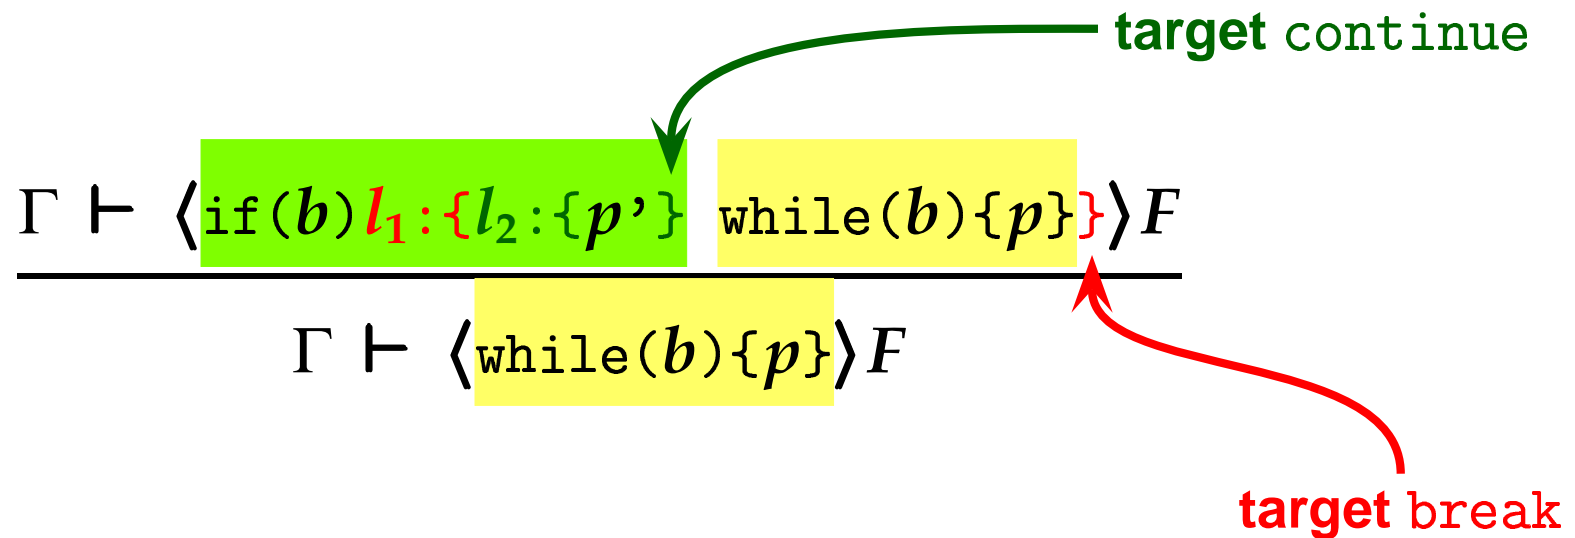 target continue
Γ ⊢ ⟨if(b)l₁:{l₂:{p’} while(b){p}}⟩F
Γ ⊢ ⟨while(b){p}⟩F
target break